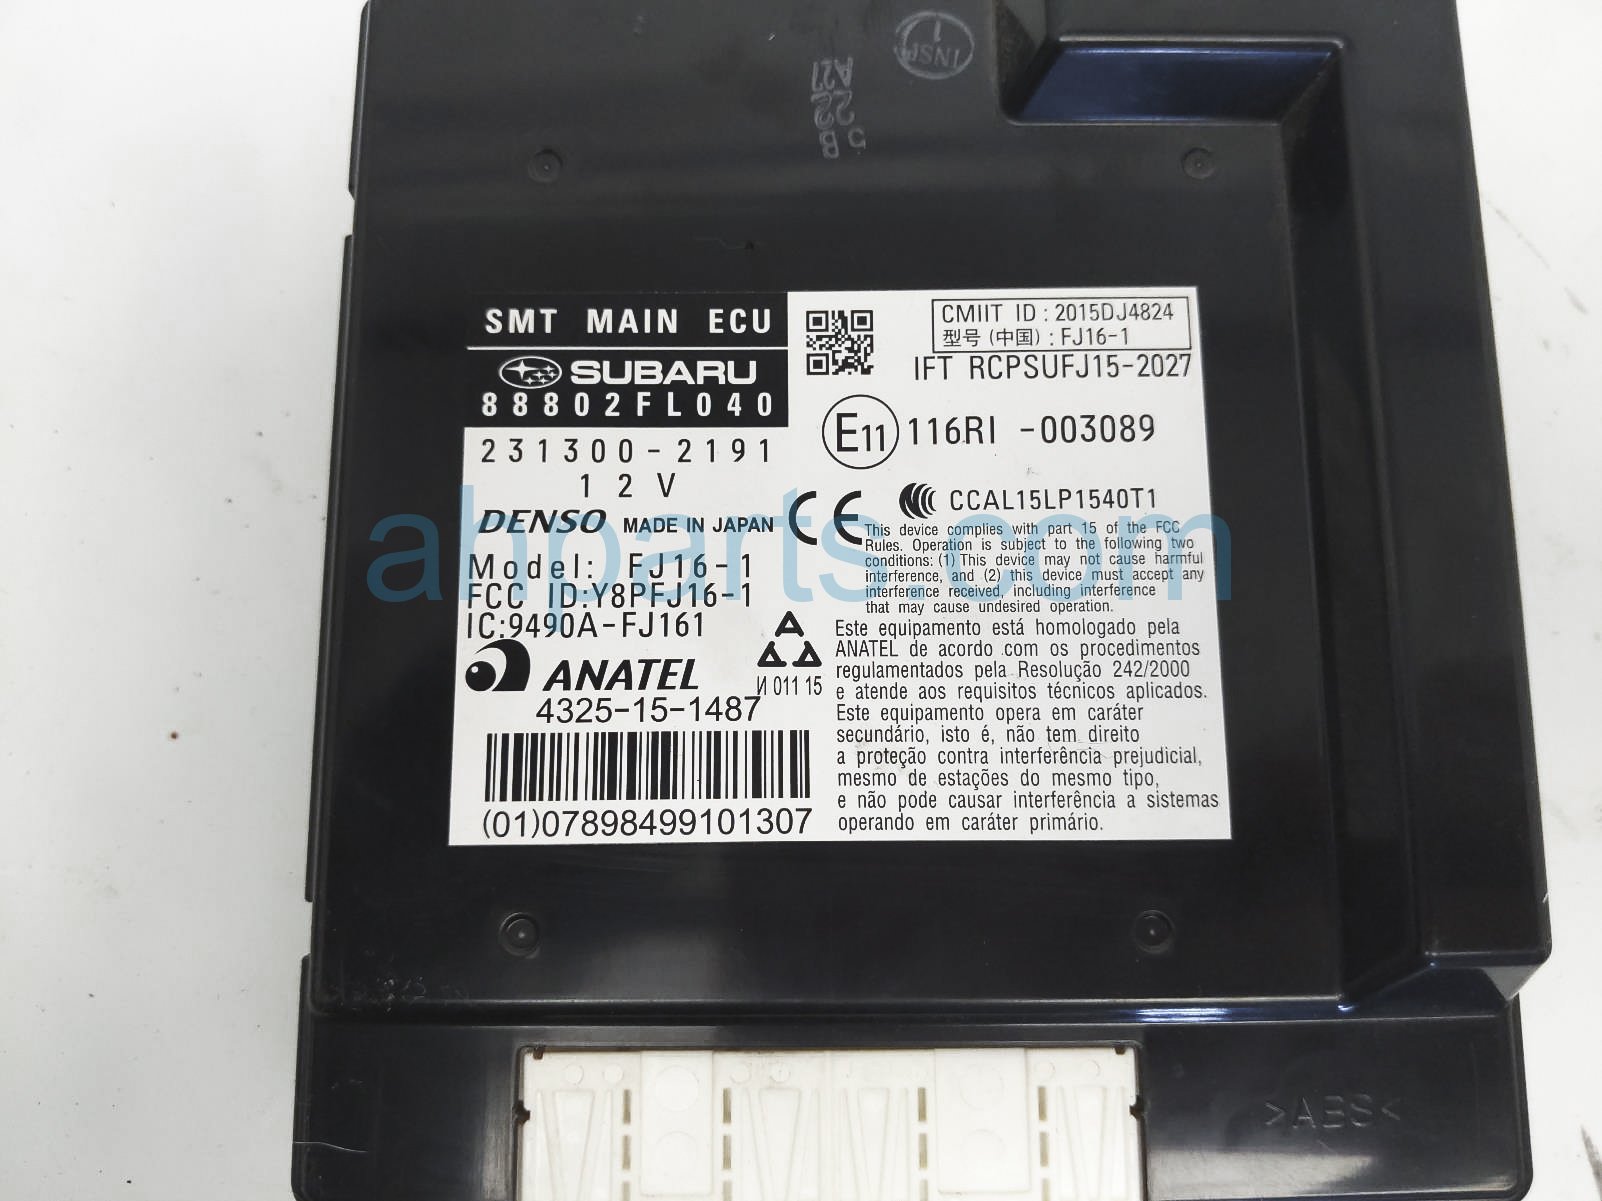 INSP
1
A27
SMT MAIN ECU
SUBARU
88802FL040
231300-2191
12V
DENSO MADE IN JAPAN
Model: FJ16-1
FCC ID:Y8PFJ16-1
IC:9490A-FJ161
ANATEL
4325-15-1487
(01)07898499101307
CMIIT ID:2015DJ4824
型号(中国):FJ16-1
IFT RCPSUFJ15-2027
E11 116RI -003089
CE CCAL15LP1540T1
This device complies with part 15 of the FCC
Rules. Operation is subject to the following two
conditions: (1) This device may not cause harmful
interference, and (2) this device must accept any
interference received, including interference
that may cause undesired operation.
И 011 15
Este equipamento está homologado pela
ANATEL de acordo com os procedimentos
regulamentados pela Resolução 242/2000
e atende aos requisitos técnicos aplicados.
Este equipamento opera em caráter
secundário, isto é, não tem direito
a proteção contra interferência prejudicial,
mesmo de estações do mesmo tipo,
e não pode causar interferência a sistemas
operando em caráter primário.
ahparts.com
>ABS<